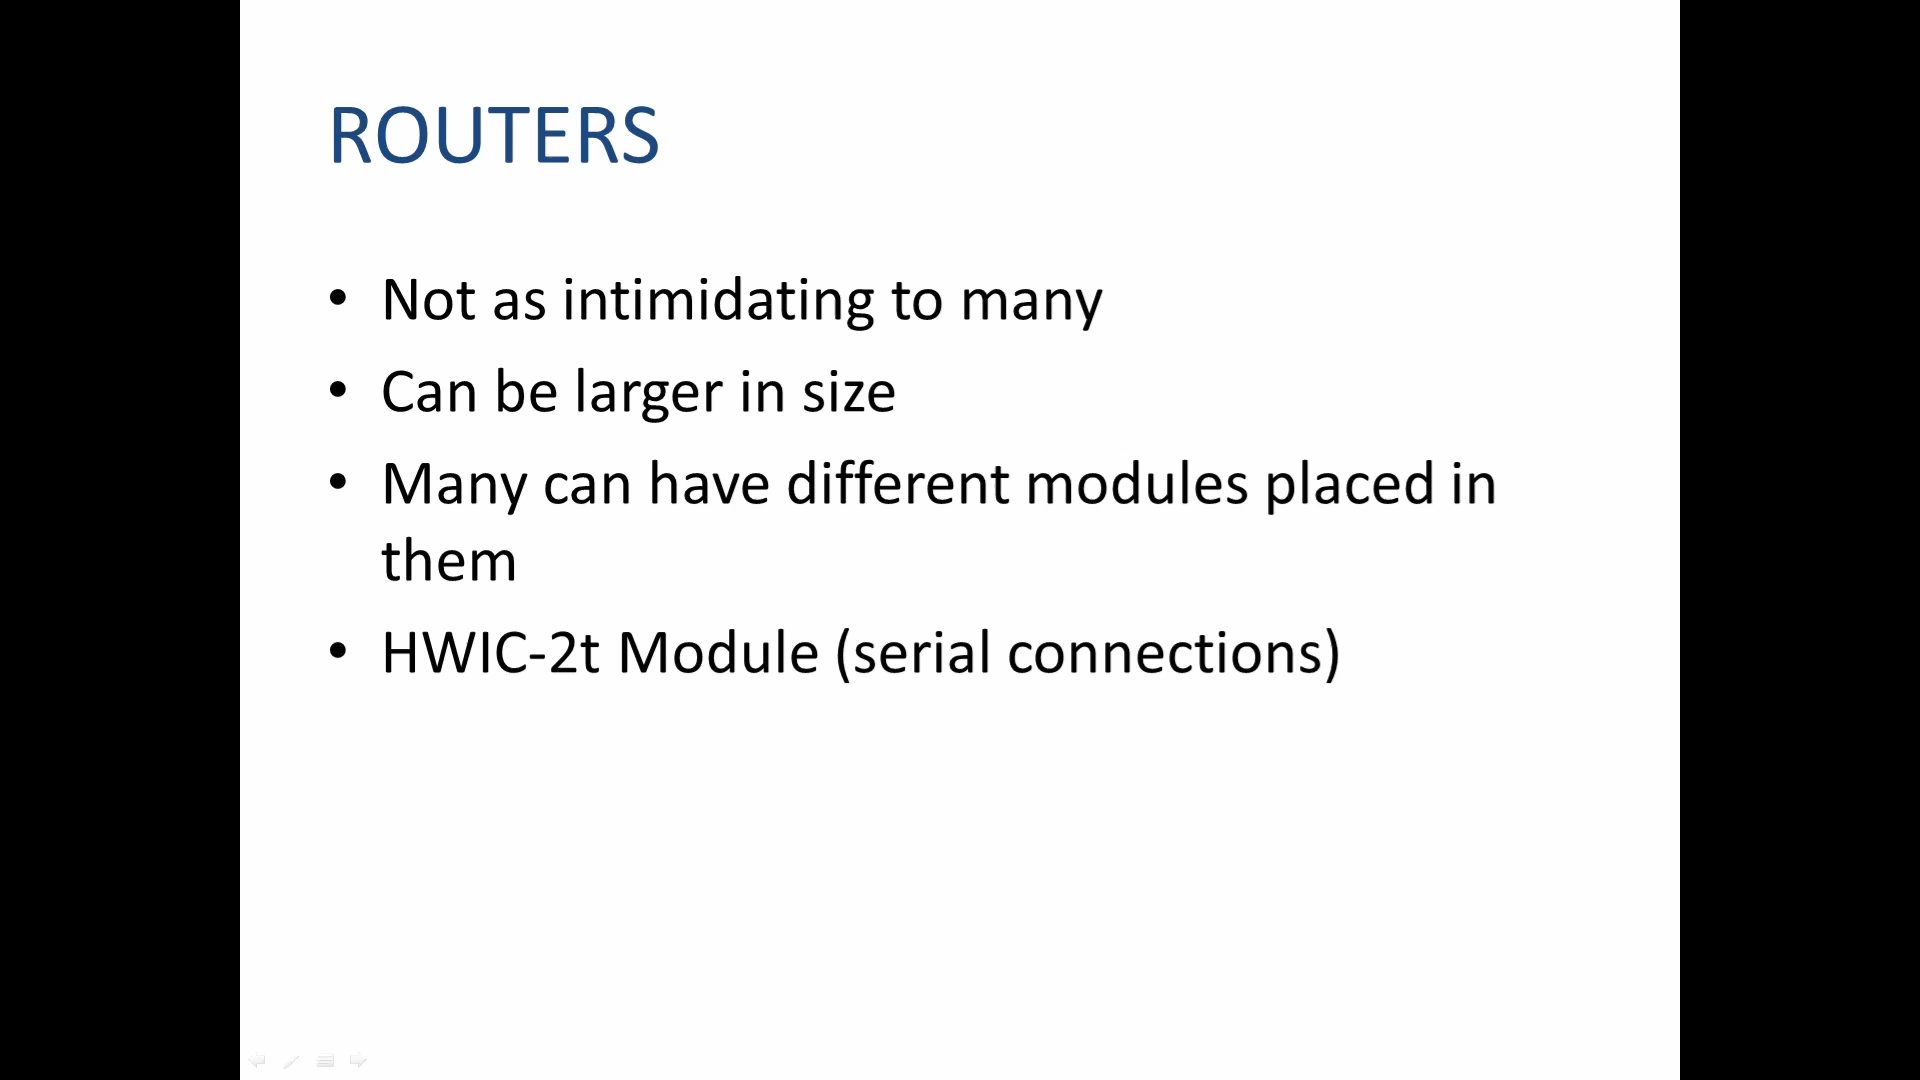 ROUTERS
• Not as intimidating to many
• Can be larger in size
• Many can have different modules placed in
them
• HWIC-2t Module (serial connections)